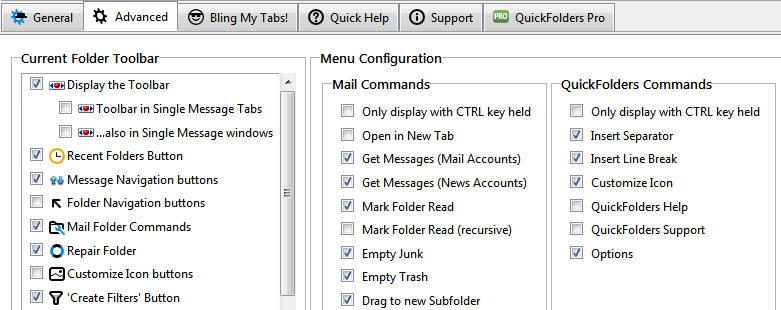 General
Advanced
Bling My Tabs!
Quick Help
Support
PRO
QuickFolders Pro
Current Folder Toolbar
Display the Toolbar
Toolbar in Single Message Tabs
...also in Single Message windows
Recent Folders Button
Message Navigation buttons
Folder Navigation buttons
Mail Folder Commands
Repair Folder
Customize Icon buttons
'Create Filters' Button
Menu Configuration
Mail Commands
Only display with CTRL key held
Open in New Tab
Get Messages (Mail Accounts)
Get Messages (News Accounts)
Mark Folder Read
Mark Folder Read (recursive)
Empty Junk
Empty Trash
Drag to new Subfolder
QuickFolders Commands
Only display with CTRL key held
Insert Separator
Insert Line Break
Customize Icon
QuickFolders Help
QuickFolders Support
Options